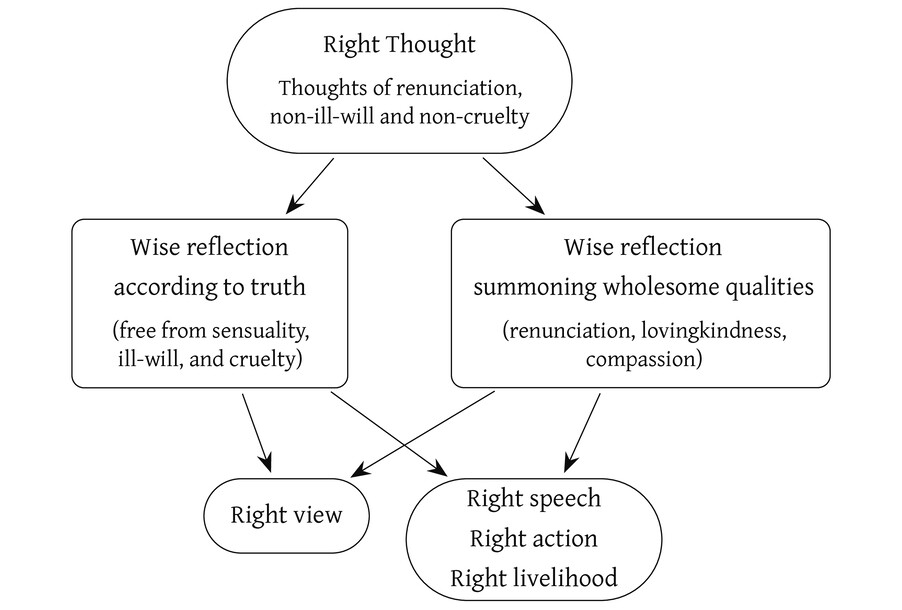 Right Thought
Thoughts of renunciation,
non-ill-will and non-cruelty
Wise reflection
according to truth
(free from sensuality,
ill-will, and cruelty)
Wise reflection
summoning wholesome qualities
(renunciation, lovingkindness,
compassion)
Right view
Right speech
Right action
Right livelihood